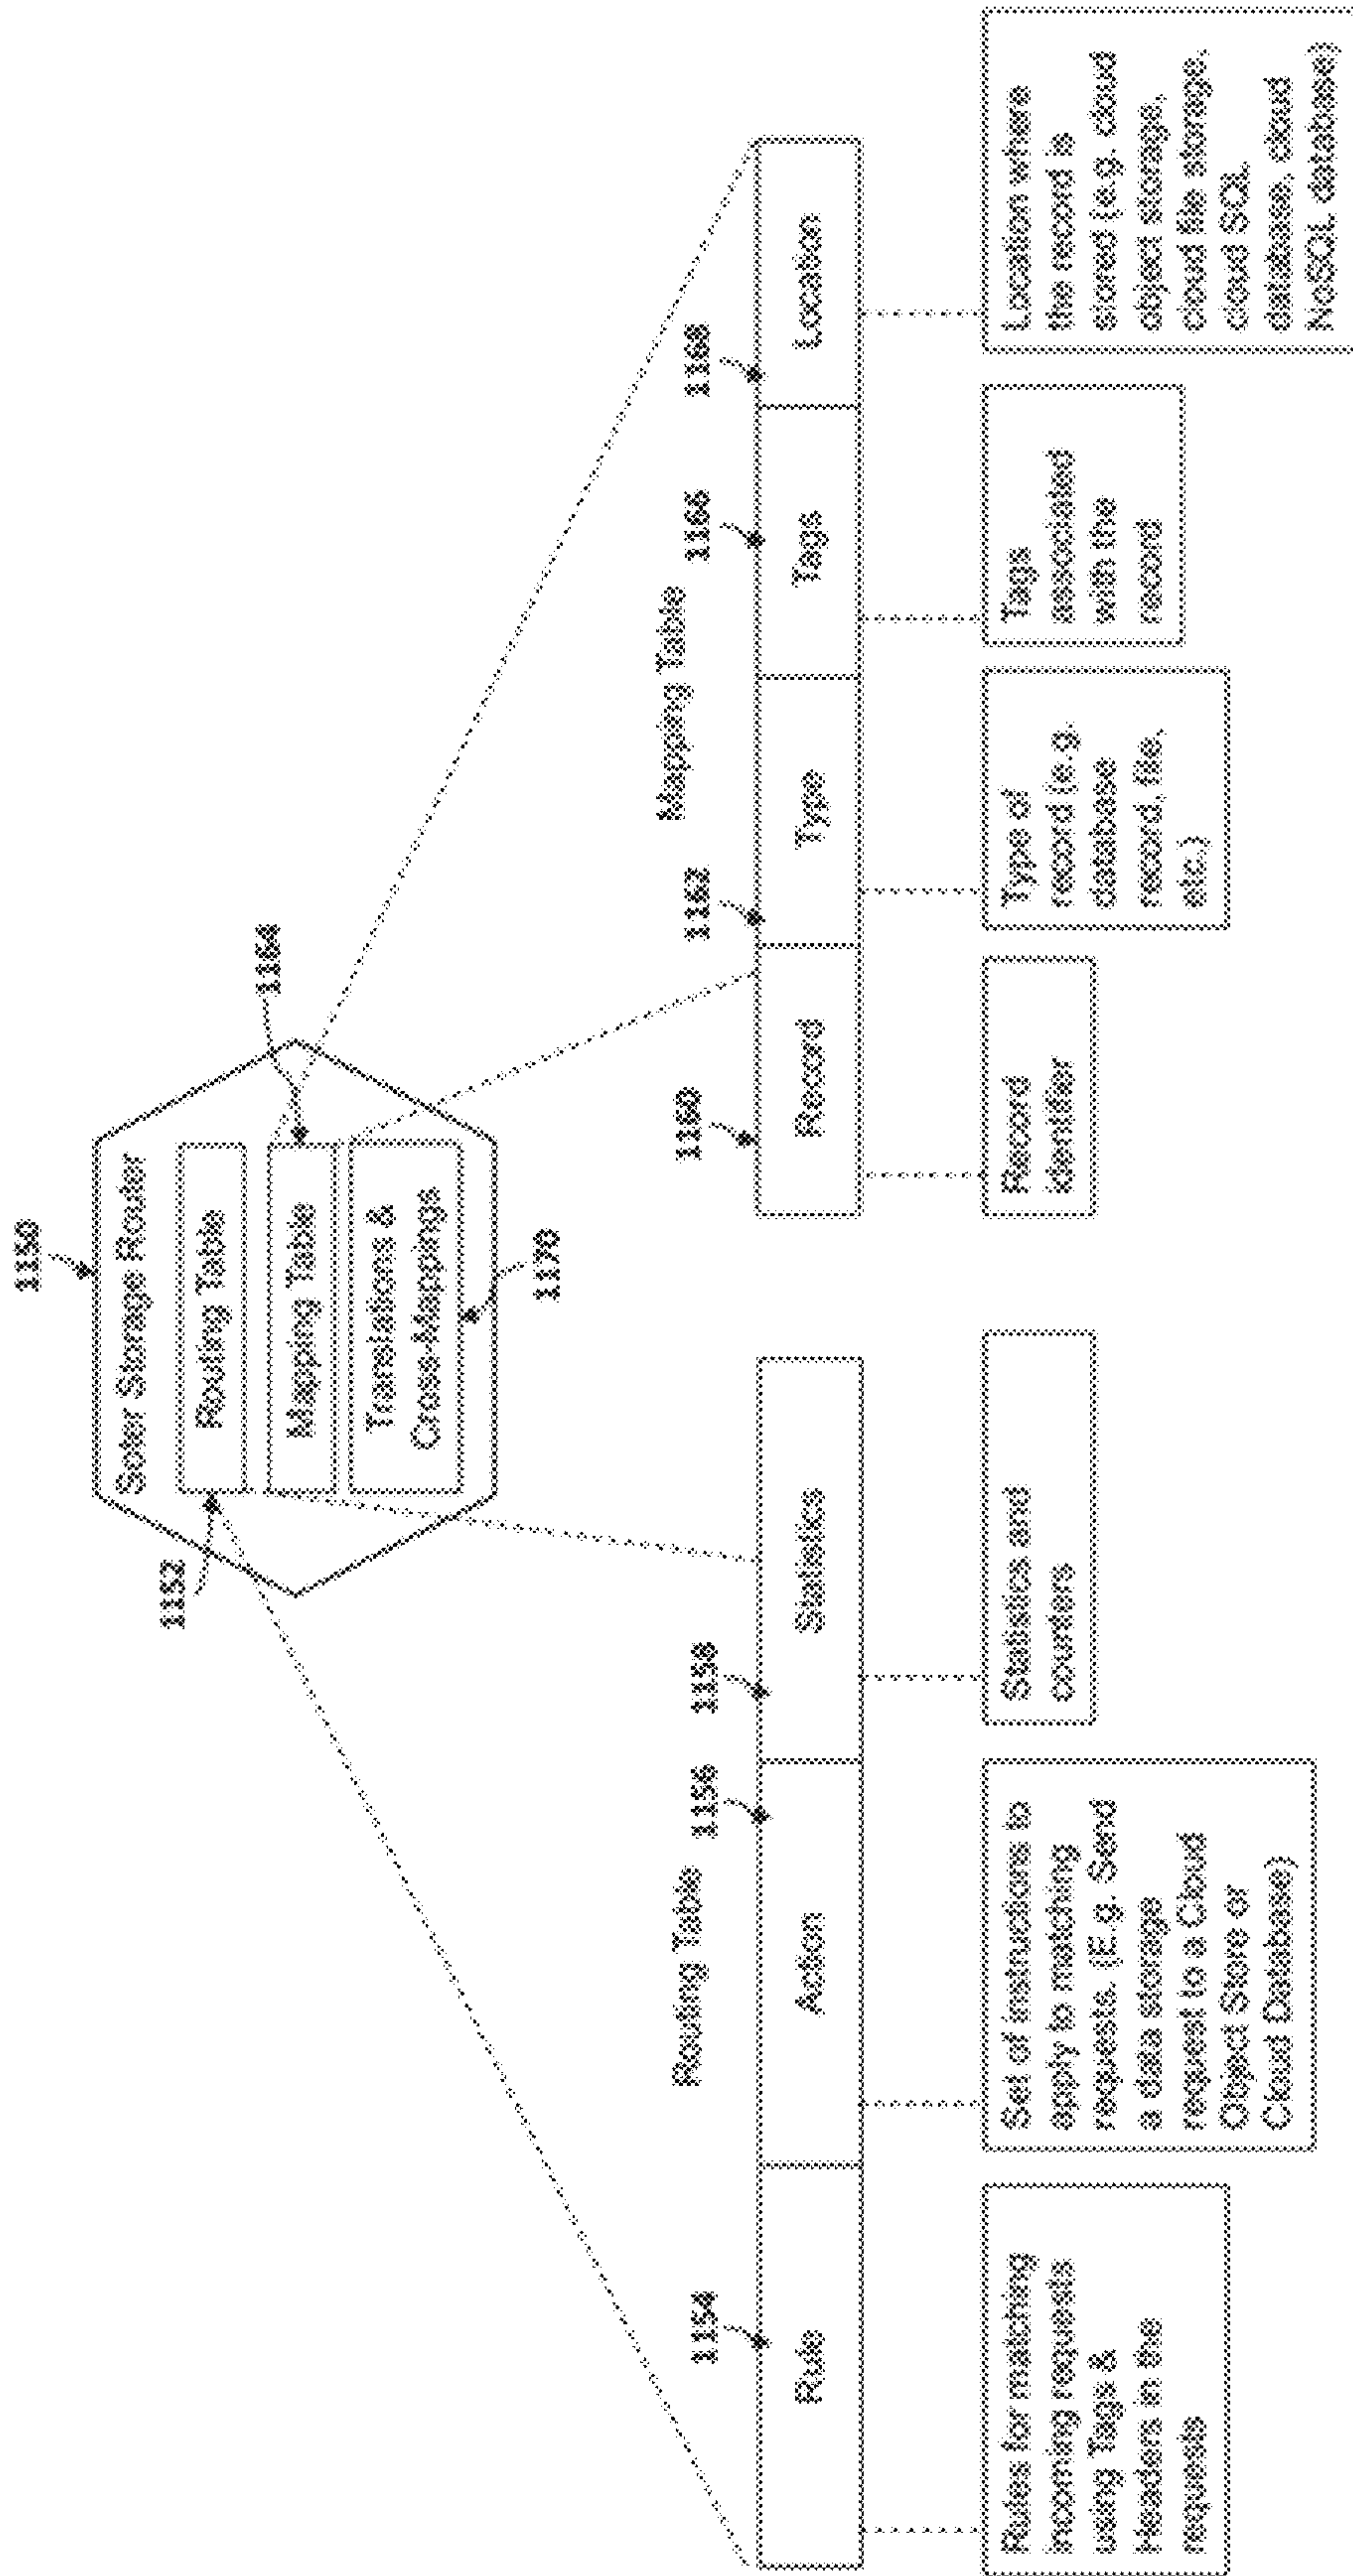 1150
Soter Storage Router
1152
Routing Table
1164
Mapping Table
Translations &
Cross-Mappings
1170
Routing Table
1154
1156
1158
Rule
Action
Statistics
Rules for matching
incoming requests
using Tags &
Headers in the
requests
Set of instructions to
apply to matching
requests. (E.g. Send
a data storage
request to a Cloud
Object Store or
Cloud Database)
Statistics and
counters
Mapping Table
1160
1162
1166
1168
Record
Type
Tags
Location
Record
Identifier
Type of
record (e.g.
database
record, file,
etc.)
Tags
associated
with the
record
Location where
the record is
stored (e.g. cloud
object storage,
cloud file storage,
cloud SQL
database, cloud
NoSQL database)